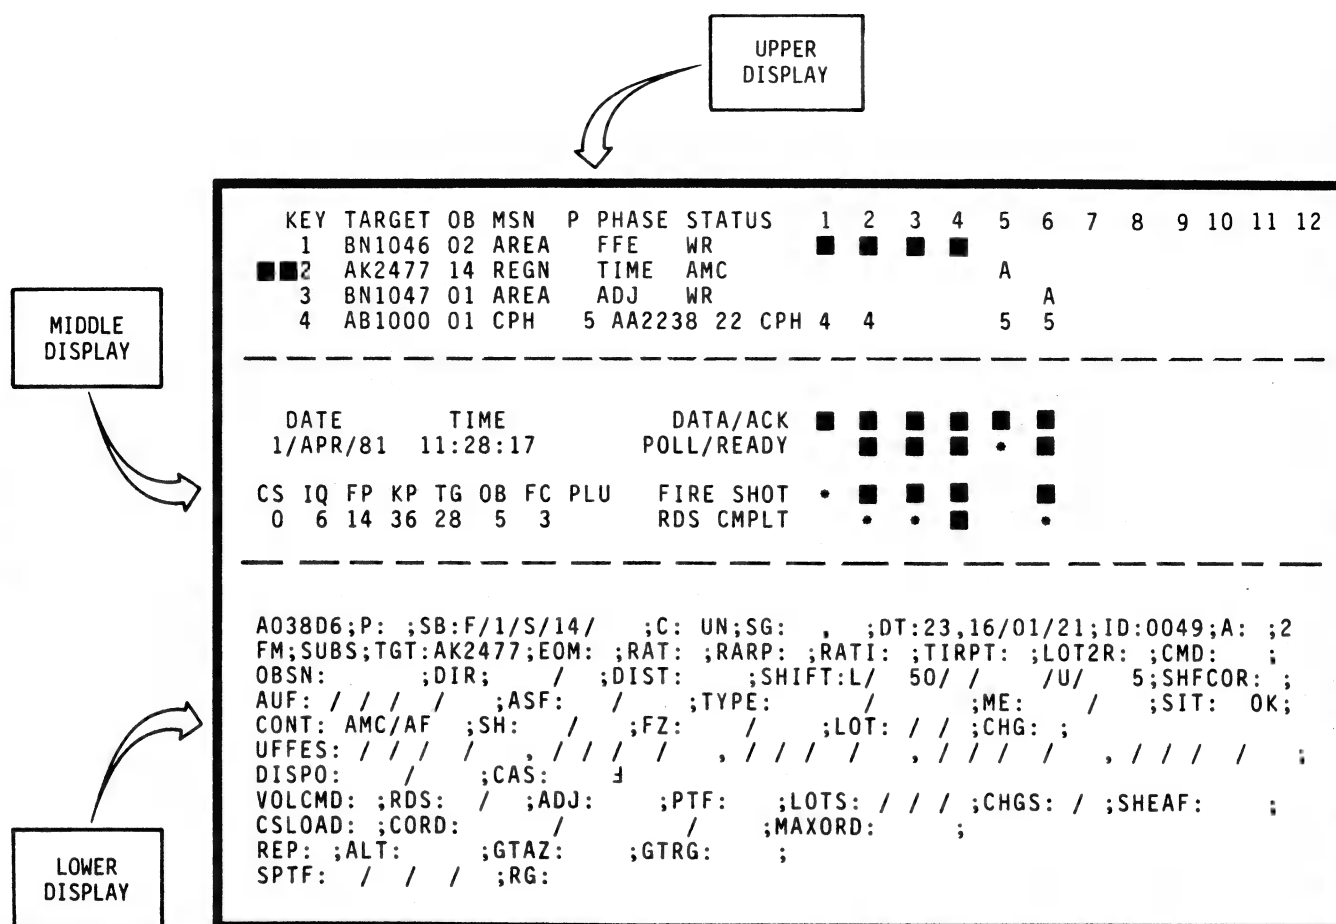 UPPER
DISPLAY
KEY TARGET OB MSN P PHASE STATUS 1 2 3 4 5 6 7 8 9 10 11 12
1 BN1046 02 AREA FFE WR ■ ■ ■ ■
■■2 AK2477 14 REGN TIME AMC A
3 BN1047 01 AREA ADJ WR A
4 AB1000 01 CPH 5 AA2238 22 CPH 4 4 5 5
MIDDLE
DISPLAY
DATE TIME DATA/ACK ■ ■ ■ ■ ■ ■
1/APR/81 11:28:17 POLL/READY ■ ■ ■ • ■
CS IQ FP KP TG OB FC PLU FIRE SHOT • ■ ■ ■ ■
0 6 14 36 28 5 3 RDS CMPLT • • ■ •
A038D6;P: ;SB:F/1/S/14/ ;C: UN;SG: , ;DT:23,16/01/21;ID:0049;A: ;2
FM;SUBS;TGT:AK2477;EOM: ;RAT: ;RARP: ;RATI: ;TIRPT: ;LOT2R: ;CMD: ;
OBSN: ;DIR; / ;DIST: ;SHIFT:L/ 50/ / /U/ 5;SHFCOR: ;
AUF: / / / / ;ASF: / ;TYPE: / ;ME: / ;SIT: OK;
CONT: AMC/AF ;SH: / ;FZ: / ;LOT: / / ;CHG: ;
UFFES: / / / / , / / / / , / / / / , / / / / , / / / / ;
DISPO: / ;CAS: Ⅎ
VOLCMD: ;RDS: / ;ADJ: ;PTF: ;LOTS: / / / ;CHGS: / ;SHEAF: ;
CSLOAD: ;CORD: / / ;MAXORD: ;
REP: ;ALT: ;GTAZ: ;GTRG: ;
SPTF: / / / ;RG:
LOWER
DISPLAY